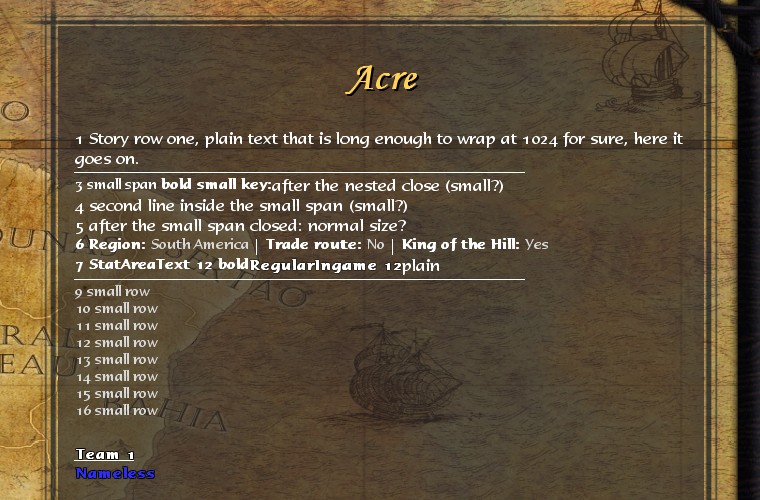 Acre
1 Story row one, plain text that is long enough to wrap at 1024 for sure, here it
goes on.
3 small span bold small key:after the nested close (small?)
4 second line inside the small span (small?)
5 after the small span closed: normal size?
6 Region: South America | Trade route: No | King of the Hill: Yes
7 StatAreaText 12 boldRegularIngame 12plain
9 small row
10 small row
11 small row
12 small row
13 small row
14 small row
15 small row
16 small row
BAHIA
Team 1
Nameless